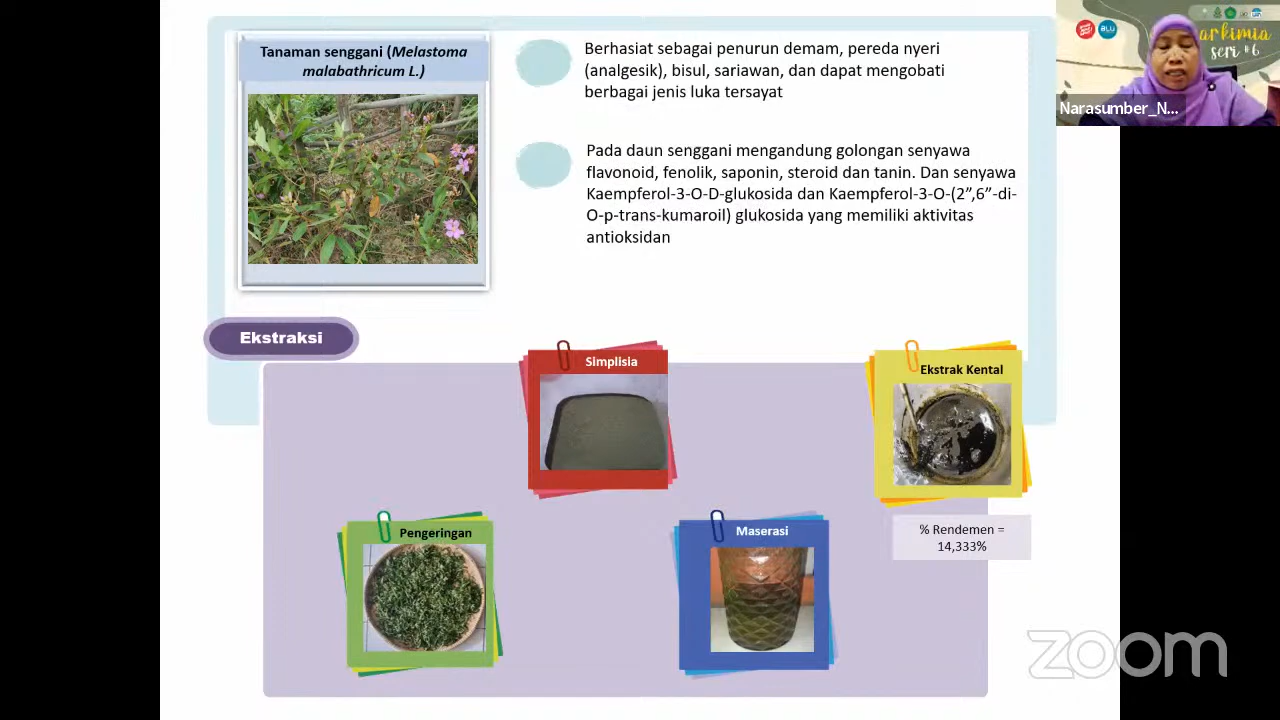 Tanaman senggani (Melastoma
malabathricum L.)
Berhasiat sebagai penurun demam, pereda nyeri
(analgesik), bisul, sariawan, dan dapat mengobati
berbagai jenis luka tersayat
Pada daun senggani mengandung golongan senyawa
flavonoid, fenolik, saponin, steroid dan tanin. Dan senyawa
Kaempferol-3-O-D-glukosida dan Kaempferol-3-O-(2”,6”-di-
O-p-trans-kumaroil) glukosida yang memiliki aktivitas
antioksidan
Ekstraksi
Simplisia
Ekstrak Kental
Pengeringan
Maserasi
% Rendemen =
14,333%
BLU
arkimia
seri #6
Narasumber_N...
zoom